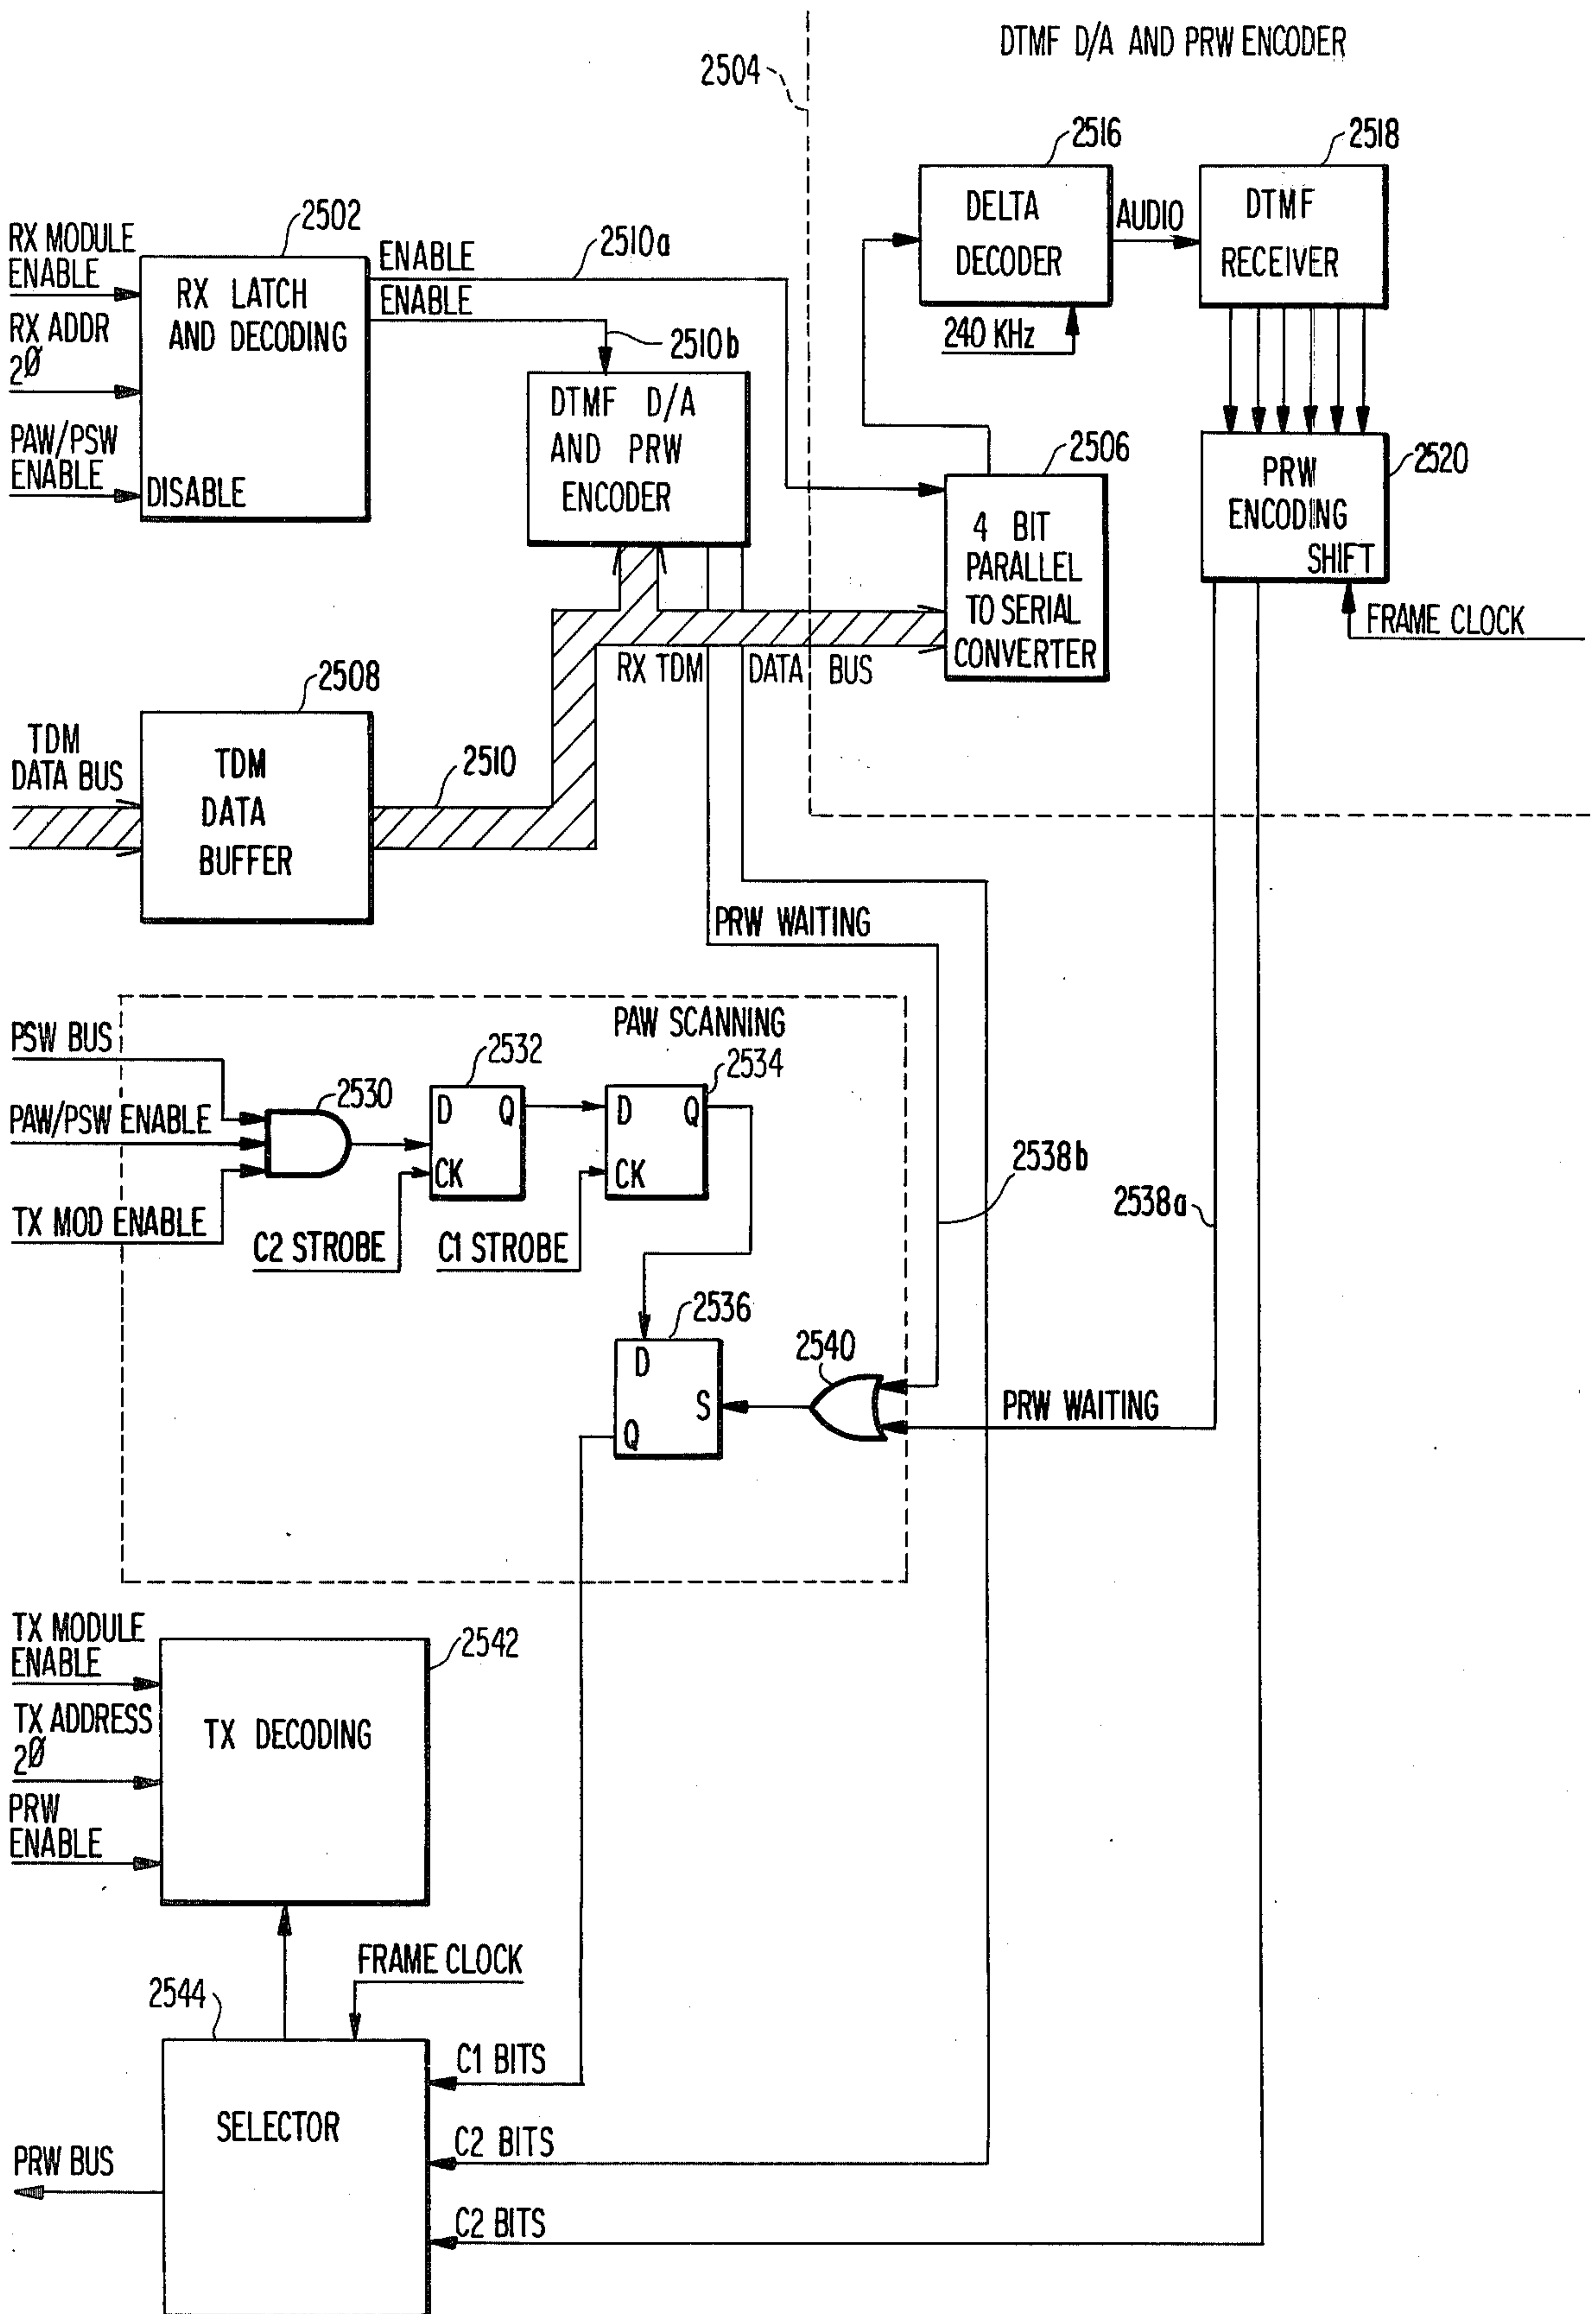 DTMF D/A AND PRW ENCODER
2504
2516
2518
DELTA
DECODER
AUDIO
DTMF
RECEIVER
240 KHz
2502
RX MODULE
ENABLE
RX ADDR
2Ø
PAW/PSW
ENABLE
RX LATCH
AND DECODING
DISABLE
ENABLE
2510a
ENABLE
2510b
DTMF D/A
AND PRW
ENCODER
2506
4 BIT
PARALLEL
TO SERIAL
CONVERTER
2520
PRW
ENCODING
SHIFT
FRAME CLOCK
RX TDM DATA BUS
2508
TDM
DATA BUS
TDM
DATA
BUFFER
2510
PRW WAITING
PAW SCANNING
PSW BUS
PAW/PSW ENABLE
TX MOD ENABLE
2530
2532
D Q
CK
2534
D Q
CK
C2 STROBE
C1 STROBE
2538b
2538a
2536
D
S
Q
2540
PRW WAITING
TX MODULE
ENABLE
TX ADDRESS
2Ø
PRW
ENABLE
2542
TX DECODING
FRAME CLOCK
2544
SELECTOR
C1 BITS
C2 BITS
C2 BITS
PRW BUS